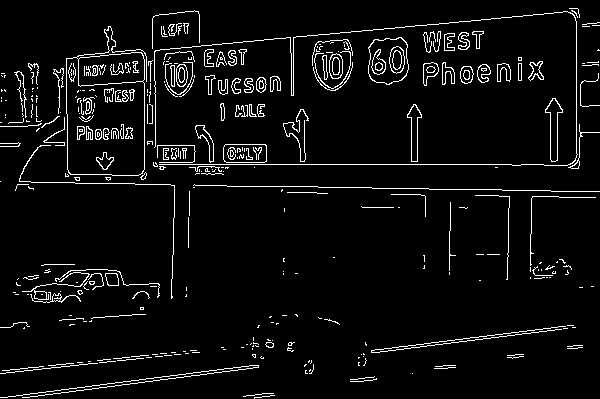 HOV LANE
10 WEST
Phoenix
LEFT
10 EAST
Tucson
1 MILE
EXIT ONLY
10 60 WEST
Phoenix